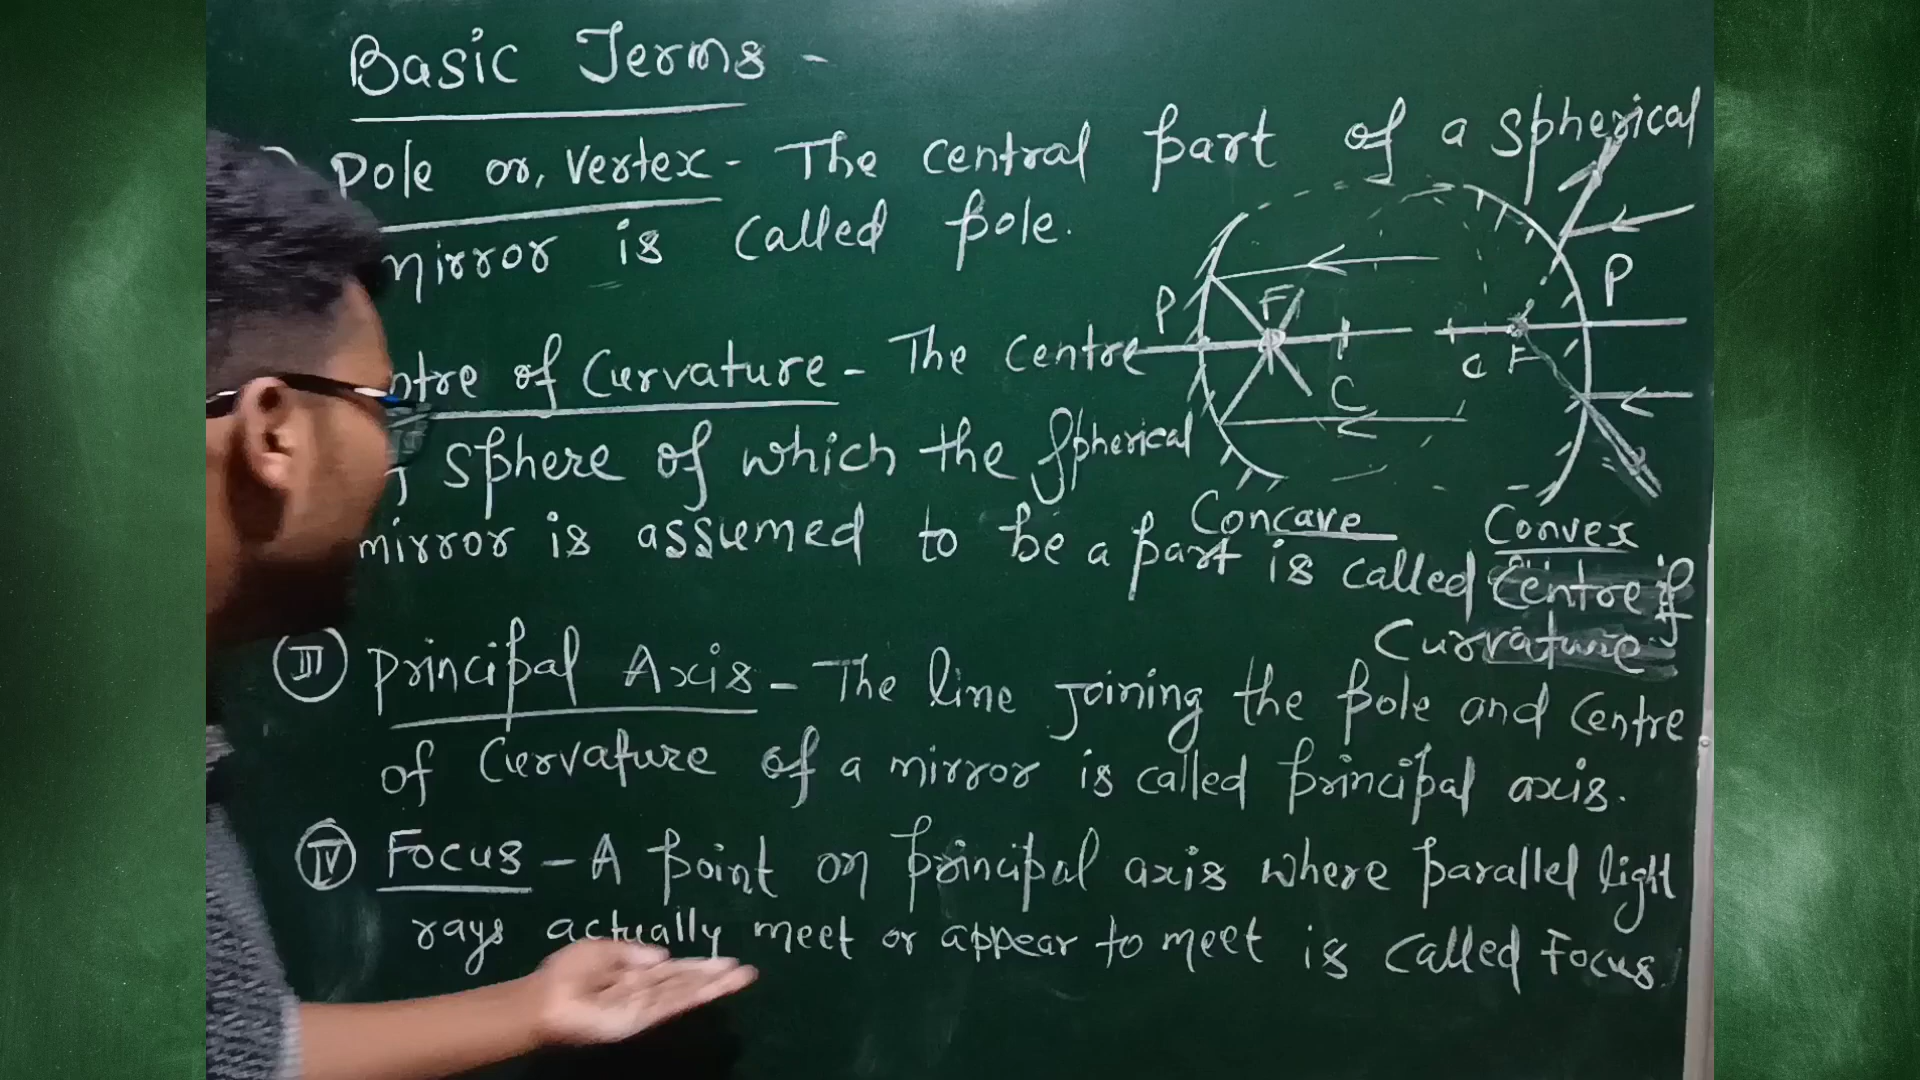 Basic Terms -
Pole or, Vertex - The central part of a spherical
mirror is called pole.
ntre of Curvature - The centre
sphere of which the spherical
mirror is assumed to be a part is called Centre of
Curvature
III Principal Axis - The line joining the pole and centre
of Curvature of a mirror is called principal axis.
IV Focus - A point on principal axis where parallel light
rays actually meet or appear to meet is called Focus
P F C
P C F
Concave
Convex